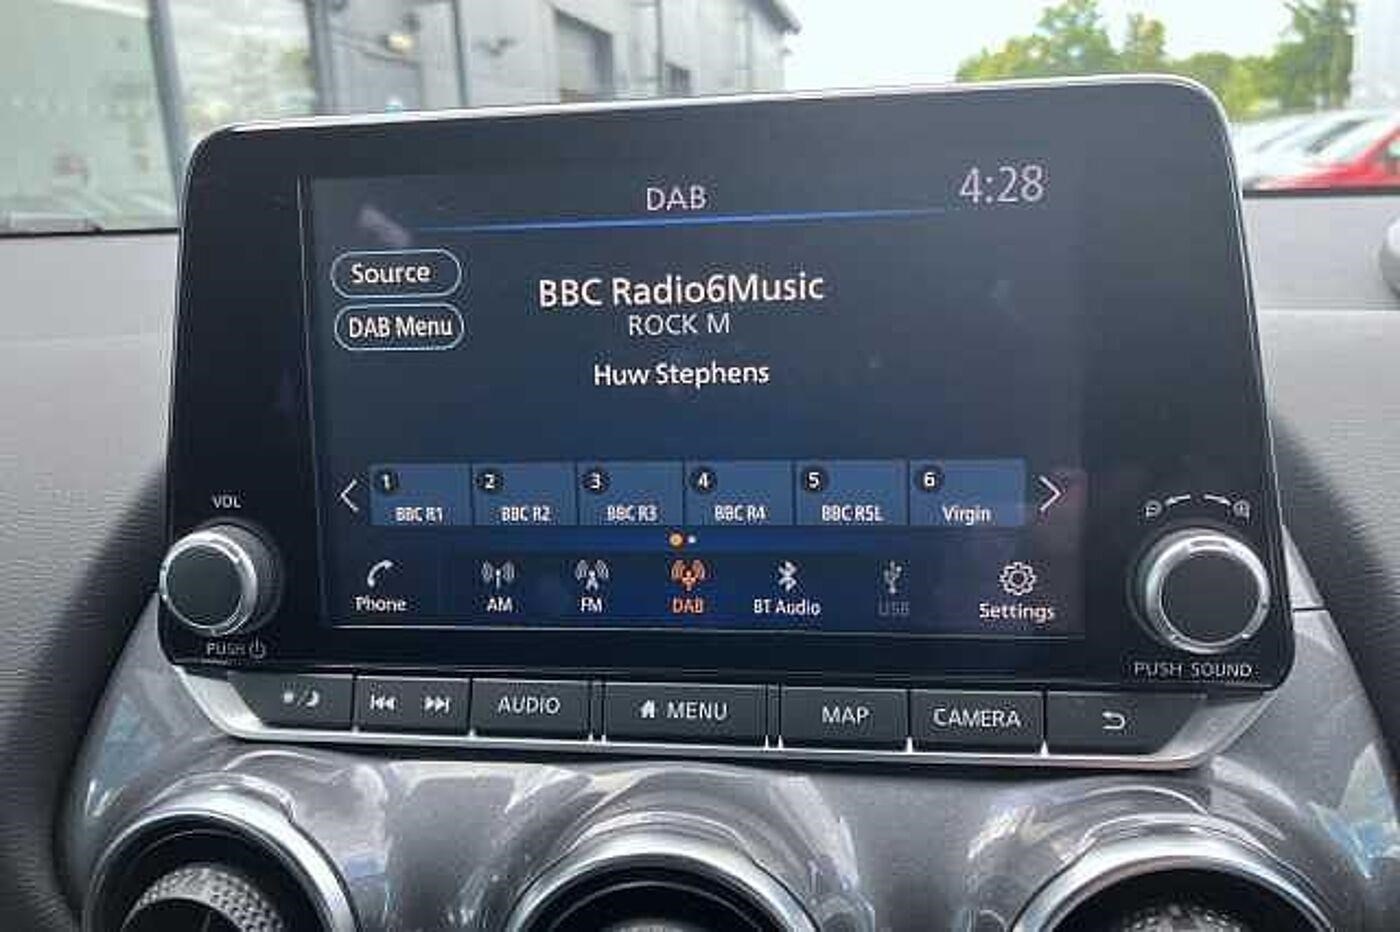 DAB
4:28
Source
DAB Menu
BBC Radio6Music
ROCK M
Huw Stephens
1 2 3 4 5 6
BBC R1 BBC R2 BBC R3 BBC R4 BBC R5L Virgin
Phone AM FM DAB BT Audio USB Settings
VOL
PUSH
PUSH SOUND
AUDIO MENU MAP CAMERA